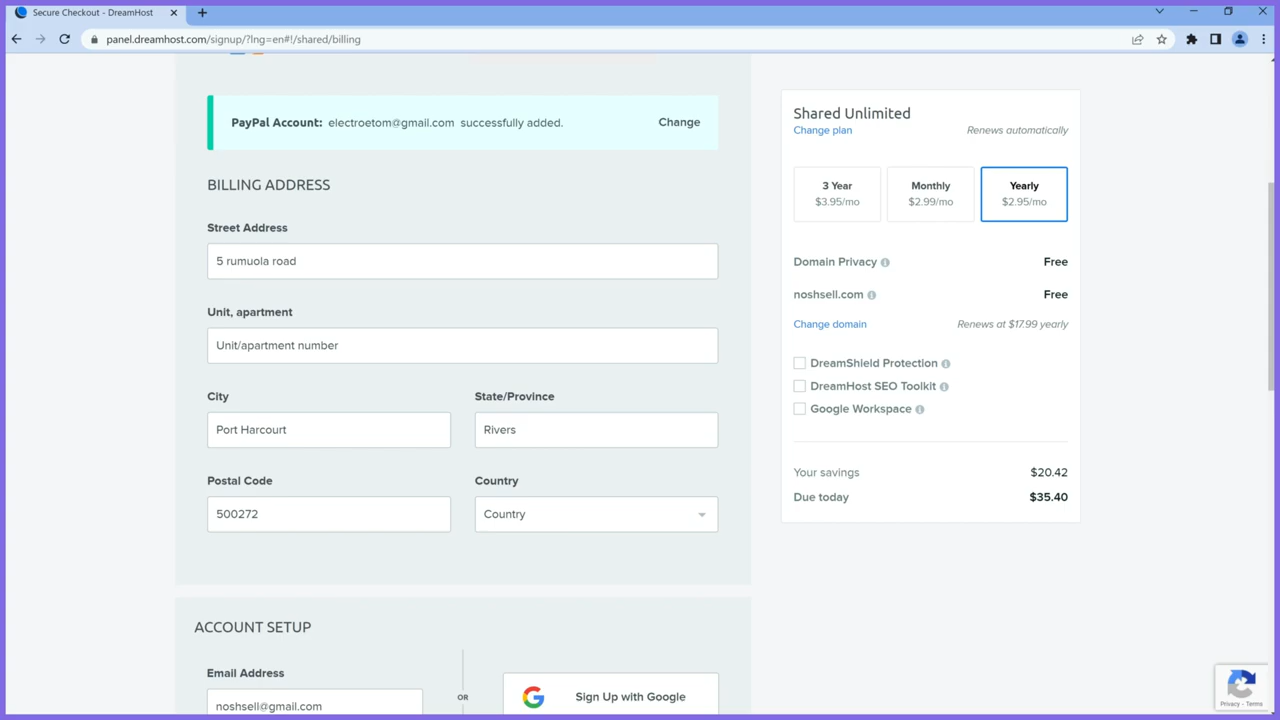 Secure Checkout - DreamHost
panel.dreamhost.com/signup/?lng=en#!/shared/billing
PayPal Account: electroetom@gmail.com successfully added.
Change
BILLING ADDRESS
Street Address
5 rumuola road
Unit, apartment
Unit/apartment number
City
State/Province
Port Harcourt
Rivers
Postal Code
Country
500272
Country
ACCOUNT SETUP
Email Address
noshsell@gmail.com
OR
Sign Up with Google
Shared Unlimited
Change plan
Renews automatically
3 Year
$3.95/mo
Monthly
$2.99/mo
Yearly
$2.95/mo
Domain Privacy
Free
noshsell.com
Free
Change domain
Renews at $17.99 yearly
DreamShield Protection
DreamHost SEO Toolkit
Google Workspace
Your savings
$20.42
Due today
$35.40
Privacy - Terms